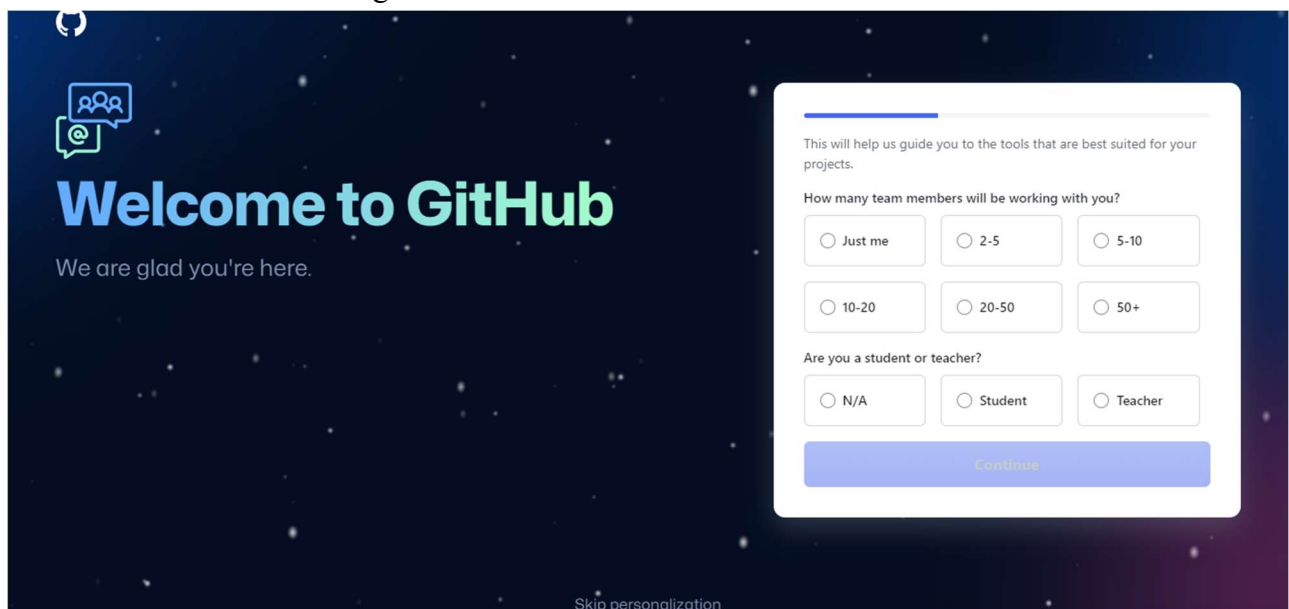 Welcome to GitHub
We are glad you're here.
This will help us guide you to the tools that are best suited for your
projects.
How many team members will be working with you?
Just me
2-5
5-10
10-20
20-50
50+
Are you a student or teacher?
N/A
Student
Teacher
Continue
Skip personalization